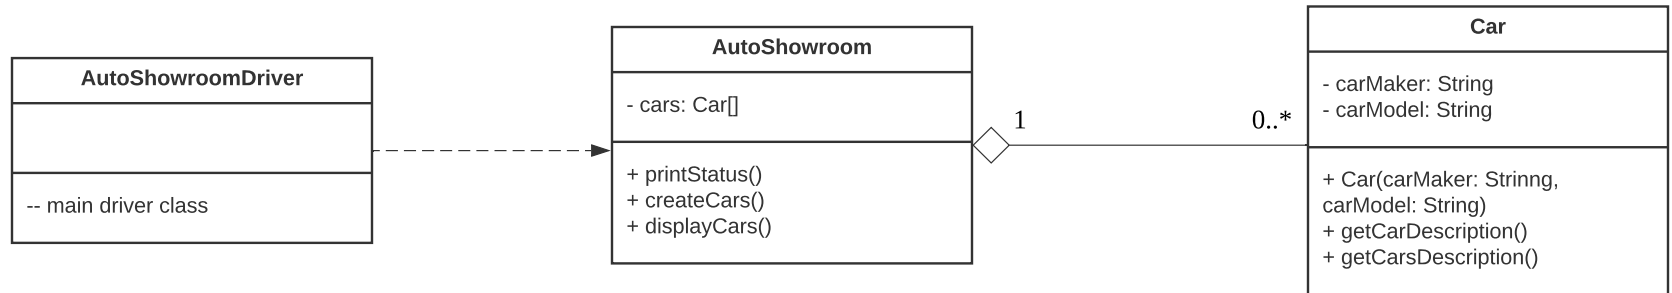 AutoShowroomDriver
-- main driver class
AutoShowroom
- cars: Car[]
+ printStatus()
+ createCars()
+ displayCars()
1
0..*
Car
- carMaker: String
- carModel: String
+ Car(carMaker: Strinng,
carModel: String)
+ getCarDescription()
+ getCarsDescription()